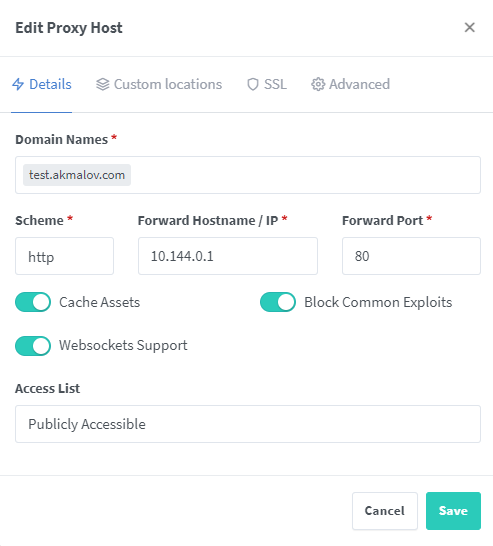 Edit Proxy Host
Details Custom locations SSL Advanced
Domain Names *
test.akmalov.com
Scheme * Forward Hostname / IP * Forward Port *
http 10.144.0.1 80
Cache Assets Block Common Exploits
Websockets Support
Access List
Publicly Accessible
Cancel Save